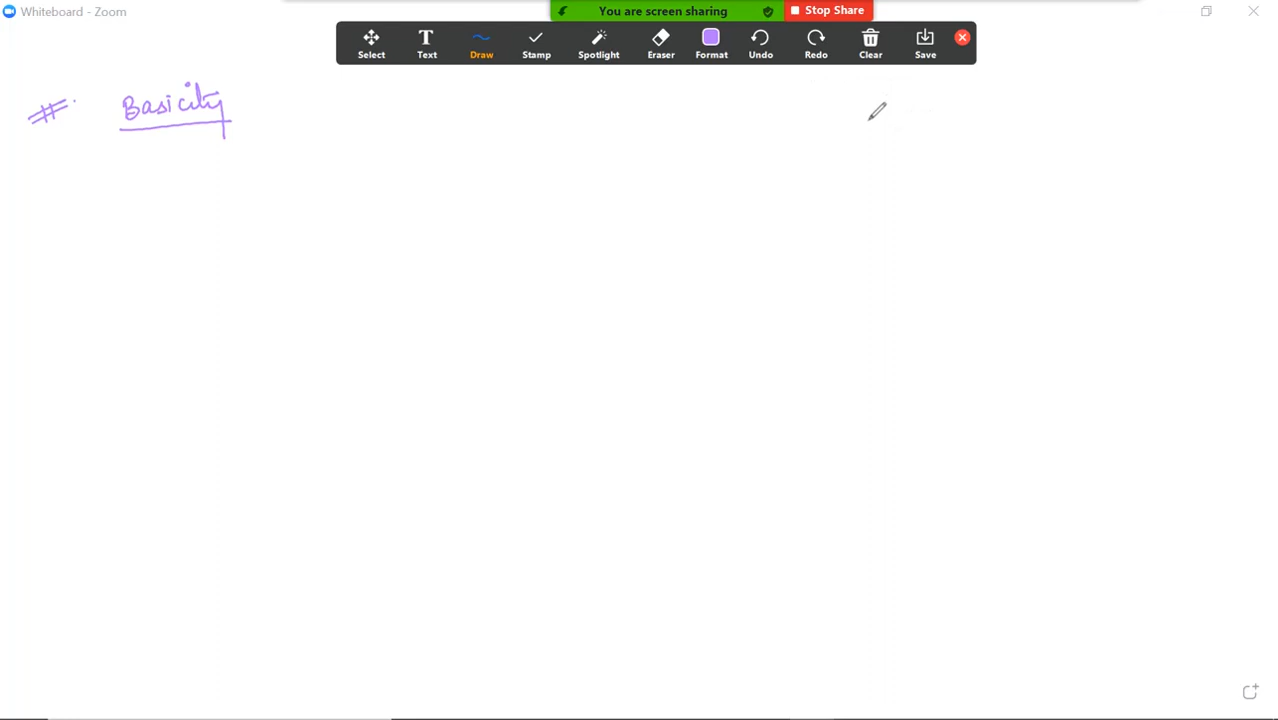 Whiteboard - Zoom
You are screen sharing
Stop Share
Select
Text
Draw
Stamp
Spotlight
Eraser
Format
Undo
Redo
Clear
Save
# Basicity